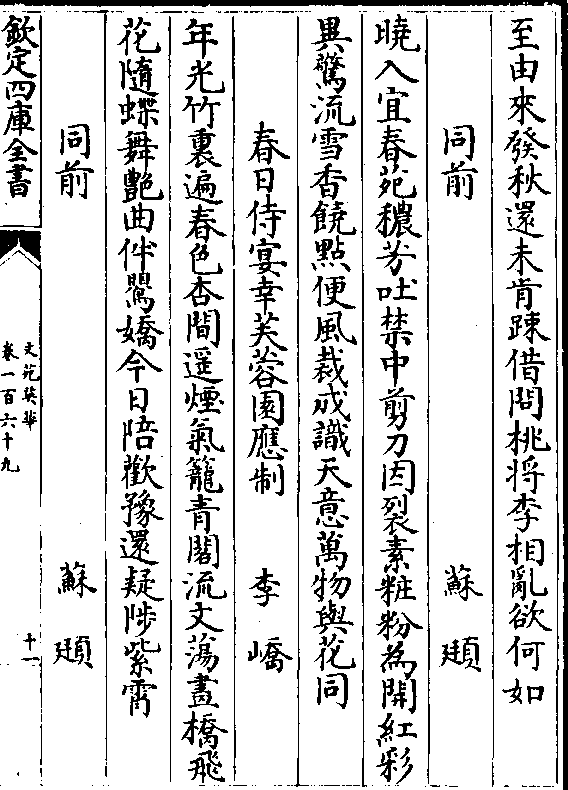 至由來發秋還未肯踈借問桃將李相亂欲何如
同前 蘇頲
曉入宜春苑穠芳吐禁中剪刀因裂素粧粉為開紅彩
異驚流雪香饒點便風裁成識天意萬物與花同
春日侍宴幸芙蓉園應制 李嶠
年光竹裏遍春色杏間遥煙氣籠青閣流文蕩畫橋飛
花隨蝶舞艶曲伴鶯嬌今日陪歡豫還疑陟紫霄
同前 蘇頲
欽定四庫全書
文苑英華
卷一百六十九
十一